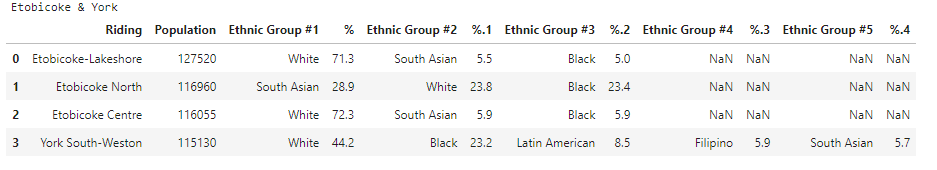 Etobicoke & York
Riding Population Ethnic Group #1 % Ethnic Group #2 %.1 Ethnic Group #3 %.2 Ethnic Group #4 %.3 Ethnic Group #5 %.4
0 Etobicoke-Lakeshore 127520 White 71.3 South Asian 5.5 Black 5.0 NaN NaN NaN NaN
1 Etobicoke North 116960 South Asian 28.9 White 23.8 Black 23.4 NaN NaN NaN NaN
2 Etobicoke Centre 116055 White 72.3 South Asian 5.9 Black 5.9 NaN NaN NaN NaN
3 York South-Weston 115130 White 44.2 Black 23.2 Latin American 8.5 Filipino 5.9 South Asian 5.7